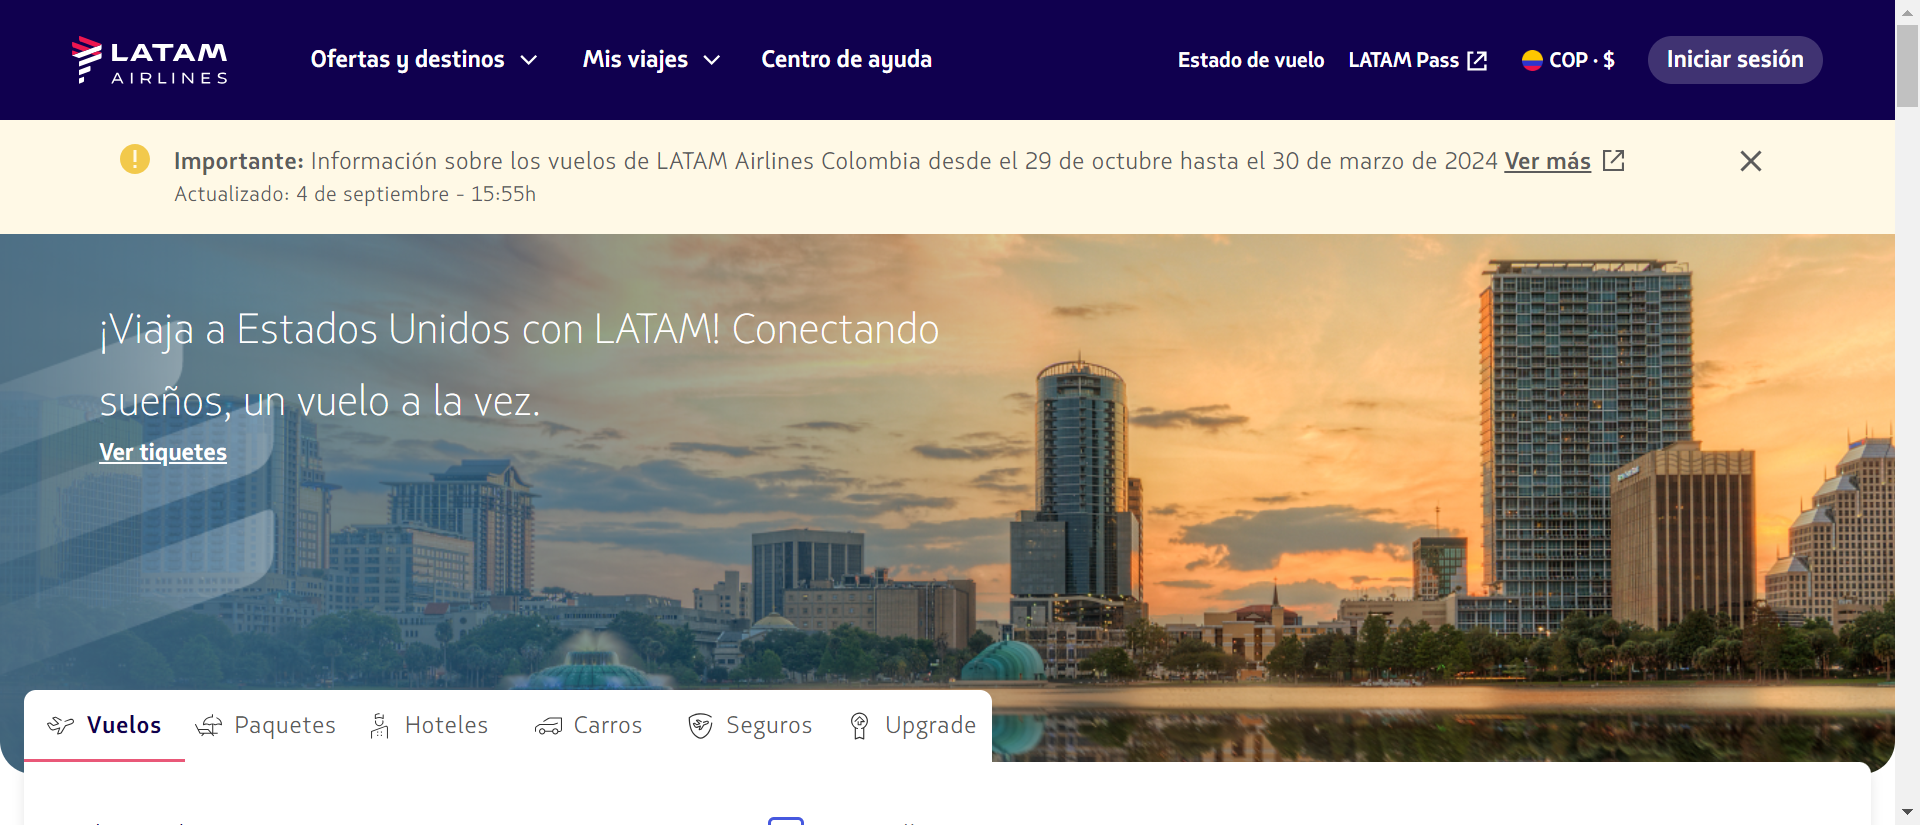 LATAM
AIRLINES
Ofertas y destinos
Mis viajes
Centro de ayuda
Estado de vuelo
LATAM Pass
COP · $
Iniciar sesión
Importante: Información sobre los vuelos de LATAM Airlines Colombia desde el 29 de octubre hasta el 30 de marzo de 2024 Ver más
Actualizado: 4 de septiembre - 15:55h
¡Viaja a Estados Unidos con LATAM! Conectando
sueños, un vuelo a la vez.
Ver tiquetes
Vuelos
Paquetes
Hoteles
Carros
Seguros
Upgrade